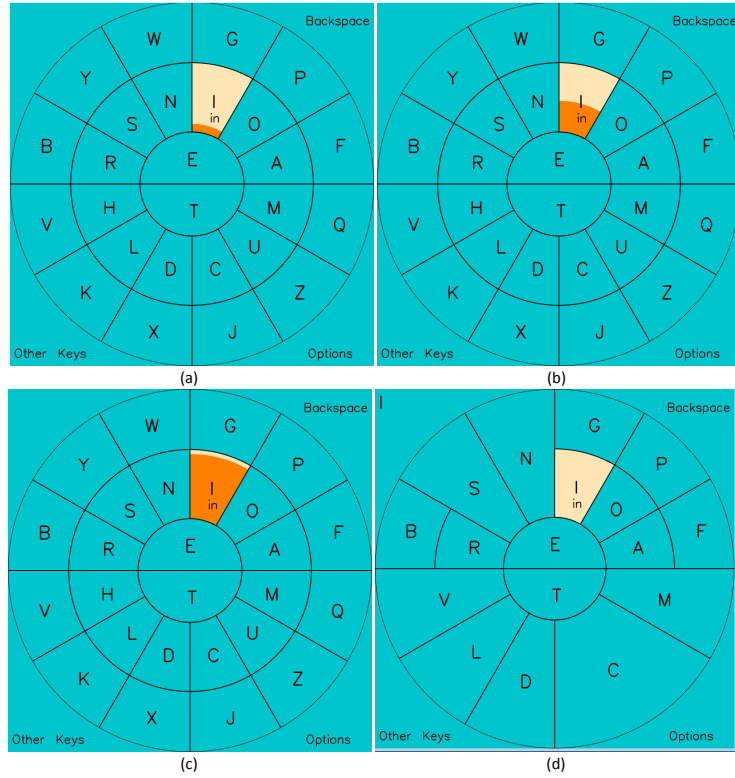 Backspace
W G
Y P
N I O
in
S
B F
R E A
H T M
V Q
L U
D C
K Z
X J
Other Keys Options
(a)
Backspace
W G
Y P
N I O
in
S
B F
R E A
H T M
V Q
L U
D C
K Z
X J
Other Keys Options
(b)
Backspace
W G
Y P
N I O
in
S
B F
R E A
H T M
V Q
L U
D C
K Z
X J
Other Keys Options
(c)
I
Backspace
G
N P
S I O
in
B F
R E A
V T M
L C
D
Other Keys Options
(d)